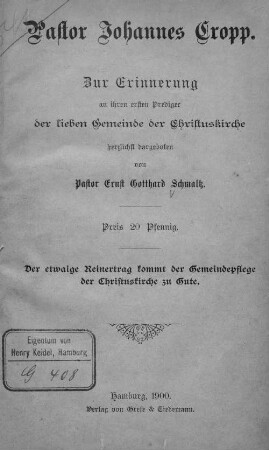 Pastor Johannes Cropp.
Zur Erinnerung
an ihren ersten Prediger
der lieben Gemeinde der Christuskirche
herzlichst dargeboten
von
Pastor Ernst Gotthard Schmaltz.
Preis 20 Pfennig.
Der etwaige Reinertrag kommt der Gemeindepflege
der Christuskirche zu Gute.
Eigentum von
Henry Keidel, Hamburg
G 408
Hamburg, 1900.
Verlag von Grefe & Tiedemann.